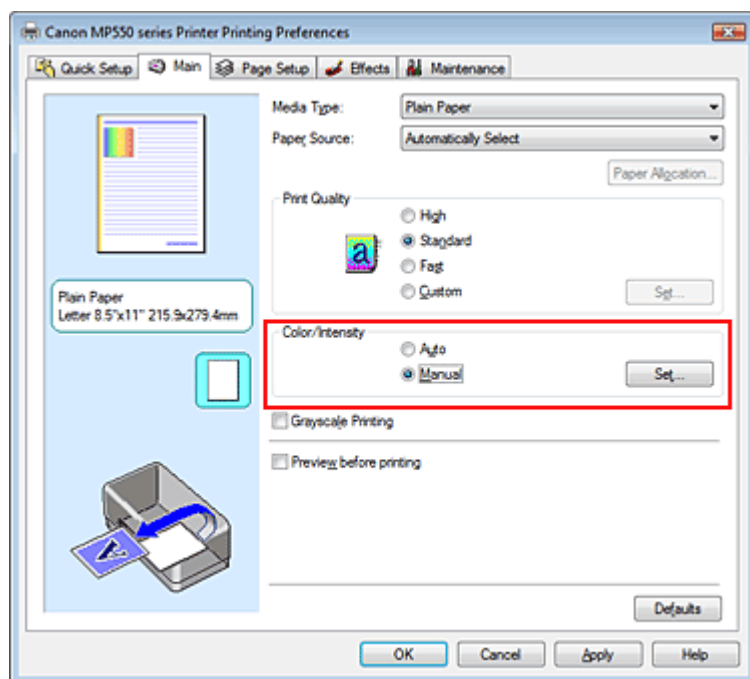 Canon MP550 series Printer Printing Preferences
Quick Setup Main Page Setup Effects Maintenance
Media Type: Plain Paper
Paper Source: Automatically Select
Paper Allocation...
Print Quality
High
a Standard
Fast
Custom Set...
Plain Paper
Letter 8.5"x11" 215.9x279.4mm
Color/Intensity
Auto
Manual Set...
Grayscale Printing
Preview before printing
Defaults
OK Cancel Apply Help